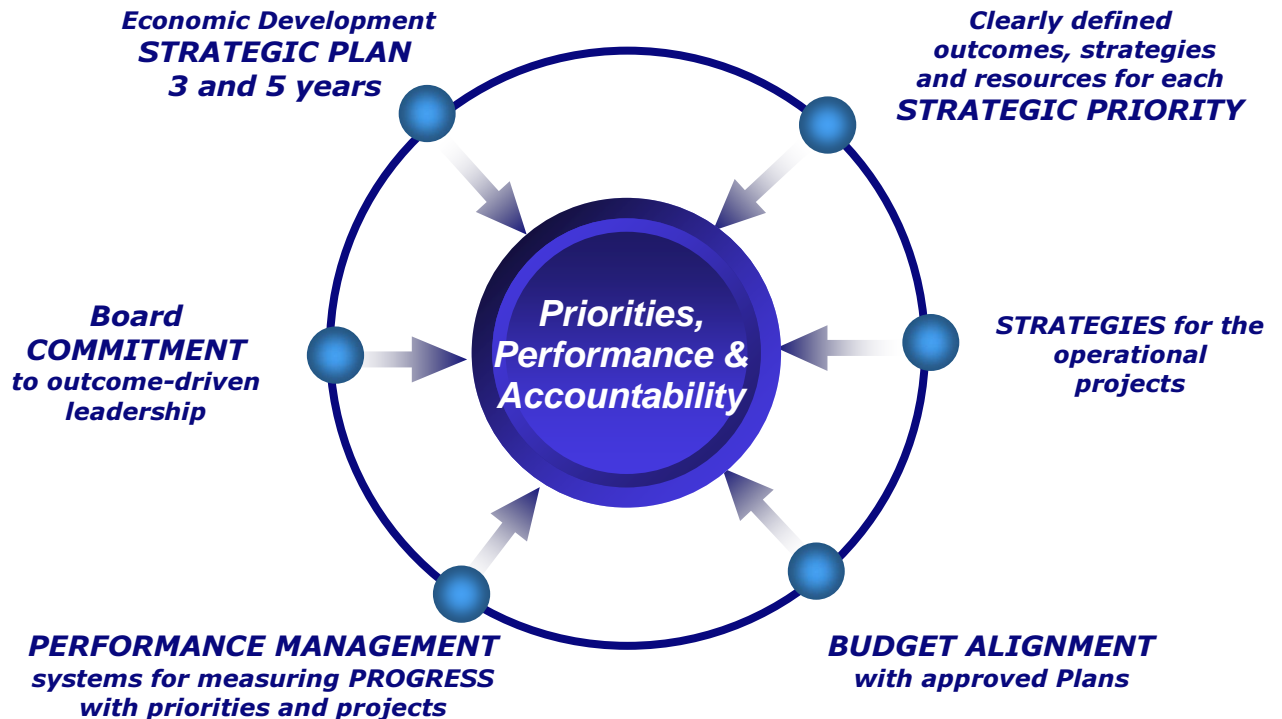 Economic Development
STRATEGIC PLAN
3 and 5 years
Clearly defined
outcomes, strategies
and resources for each
STRATEGIC PRIORITY
Board
COMMITMENT
to outcome-driven
leadership
Priorities,
Performance &
Accountability
STRATEGIES for the
operational
projects
PERFORMANCE MANAGEMENT
systems for measuring PROGRESS
with priorities and projects
BUDGET ALIGNMENT
with approved Plans